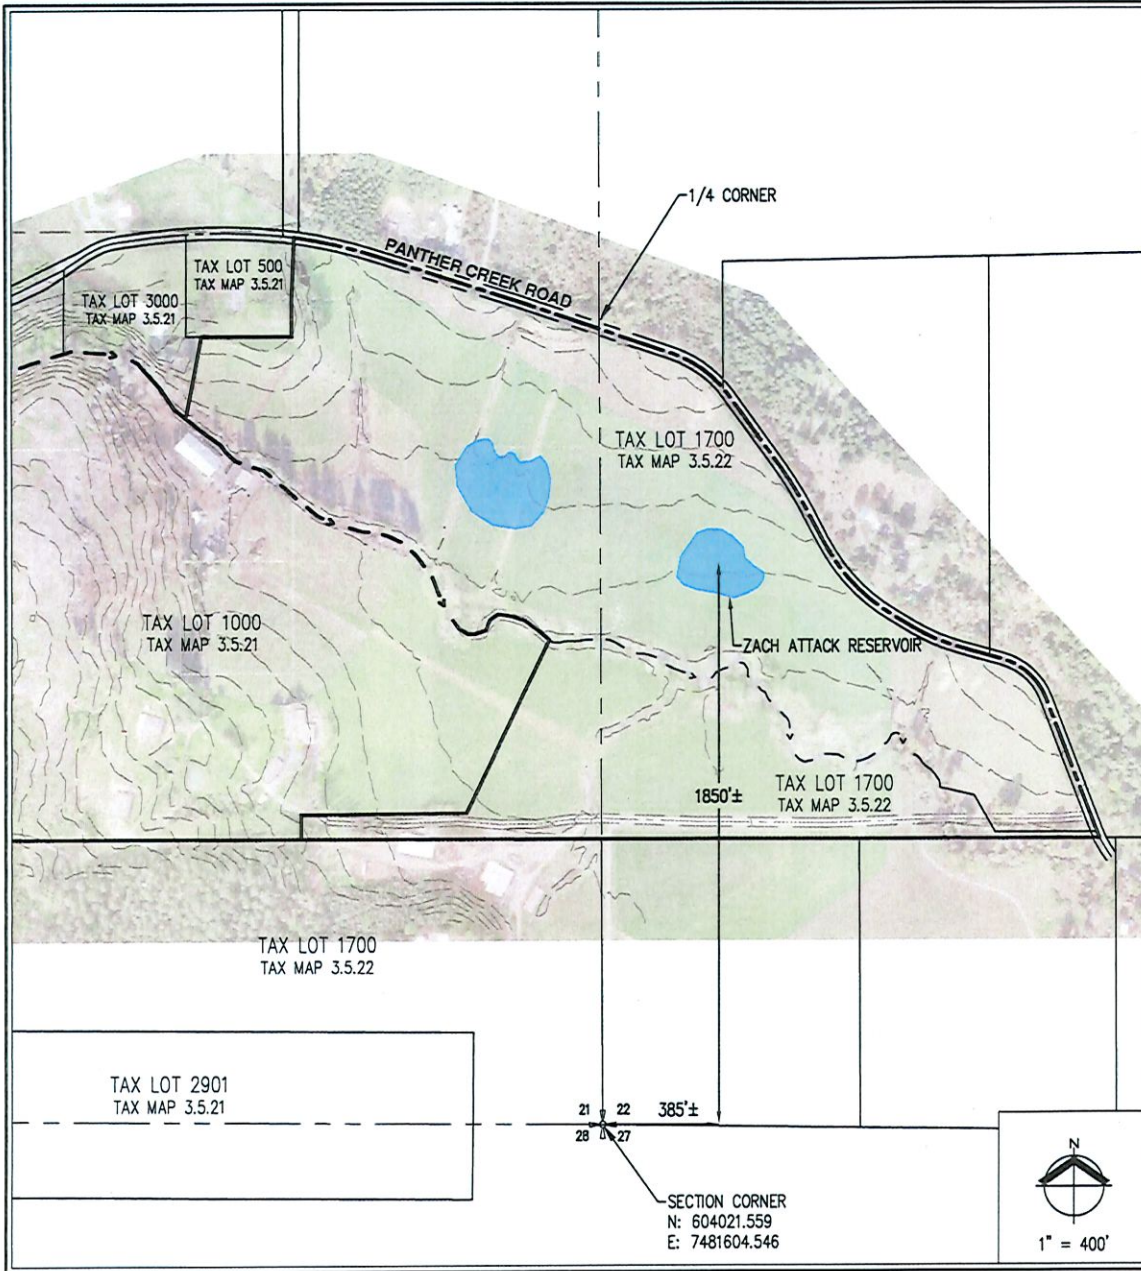 1/4 CORNER
PANTHER CREEK ROAD
TAX LOT 500
TAX MAP 3.5.21
TAX LOT 3000
TAX MAP 3.5.21
TAX LOT 1700
TAX MAP 3.5.22
TAX LOT 1000
TAX MAP 3.5.21
ZACH ATTACK RESERVOIR
1850'±
TAX LOT 1700
TAX MAP 3.5.22
TAX LOT 1700
TAX MAP 3.5.22
TAX LOT 2901
TAX MAP 3.5.21
21 22 385'±
28 27
SECTION CORNER
N: 604021.559
E: 7481604.546
N
1" = 400'